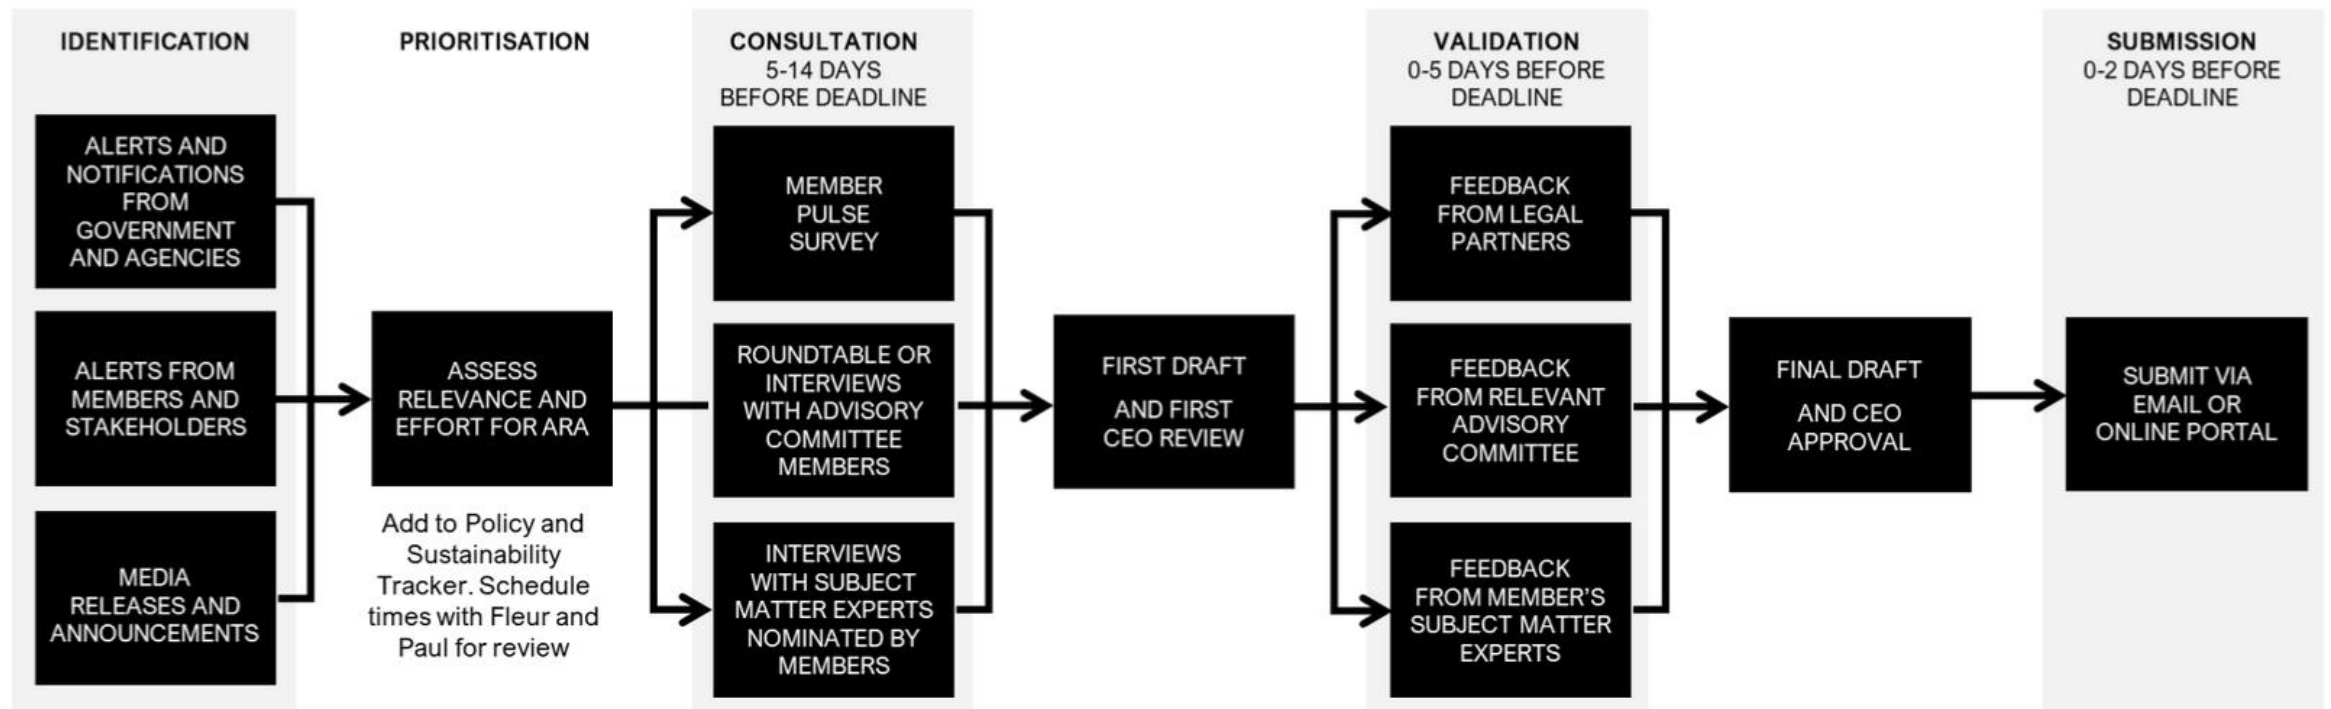 IDENTIFICATION
ALERTS AND
NOTIFICATIONS
FROM
GOVERNMENT
AND AGENCIES
ALERTS FROM
MEMBERS AND
STAKEHOLDERS
MEDIA
RELEASES AND
ANNOUNCEMENTS
PRIORITISATION
ASSESS
RELEVANCE AND
EFFORT FOR ARA
Add to Policy and
Sustainability
Tracker. Schedule
times with Fleur and
Paul for review
CONSULTATION
5-14 DAYS
BEFORE DEADLINE
MEMBER
PULSE
SURVEY
ROUNDTABLE OR
INTERVIEWS
WITH ADVISORY
COMMITTEE
MEMBERS
INTERVIEWS
WITH SUBJECT
MATTER EXPERTS
NOMINATED BY
MEMBERS
FIRST DRAFT
AND FIRST
CEO REVIEW
VALIDATION
0-5 DAYS BEFORE
DEADLINE
FEEDBACK
FROM LEGAL
PARTNERS
FEEDBACK
FROM RELEVANT
ADVISORY
COMMITTEE
FEEDBACK
FROM MEMBER’S
SUBJECT MATTER
EXPERTS
FINAL DRAFT
AND CEO
APPROVAL
SUBMISSION
0-2 DAYS BEFORE
DEADLINE
SUBMIT VIA
EMAIL OR
ONLINE PORTAL